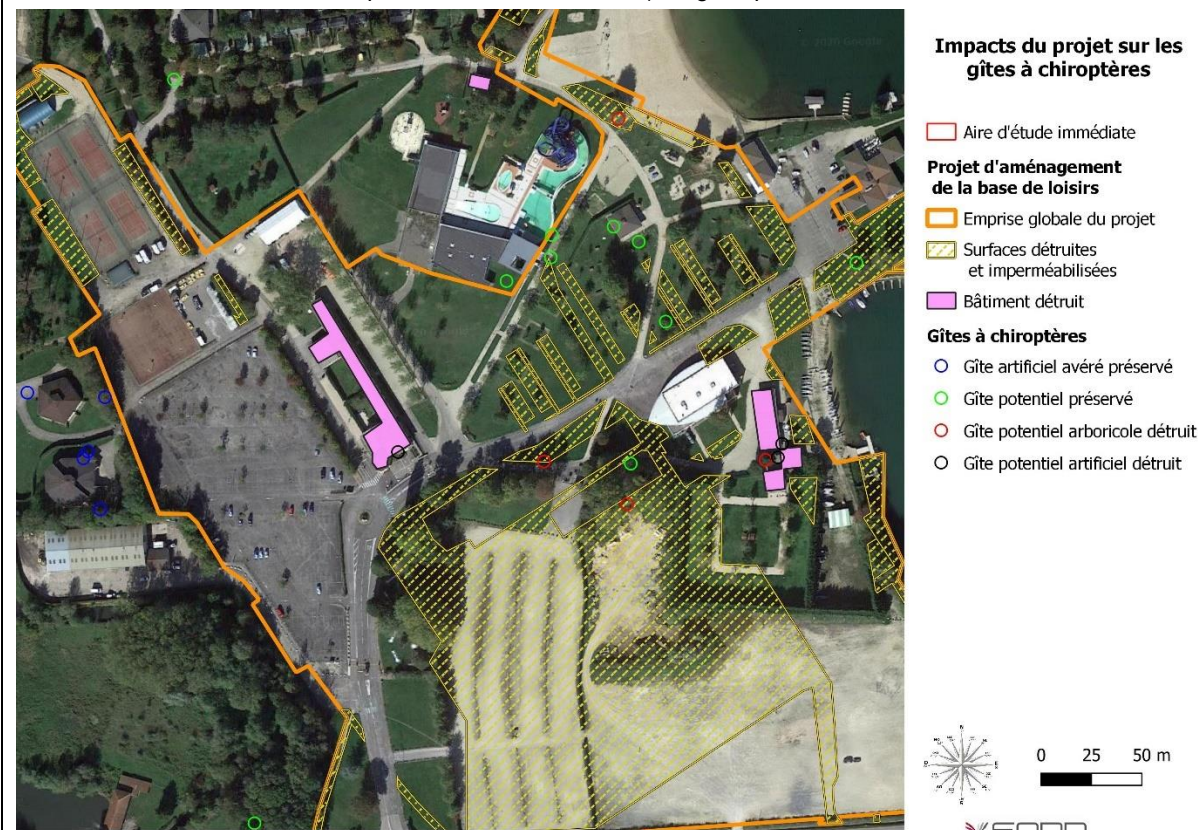 Impacts du projet sur les
gîtes à chiroptères
Aire d'étude immédiate
Projet d'aménagement
de la base de loisirs
Emprise globale du projet
Surfaces détruites
et imperméabilisées
Bâtiment détruit
Gîtes à chiroptères
Gîte artificiel avéré préservé
Gîte potentiel préservé
Gîte potentiel arboricole détruit
Gîte potentiel artificiel détruit
0 25 50 m